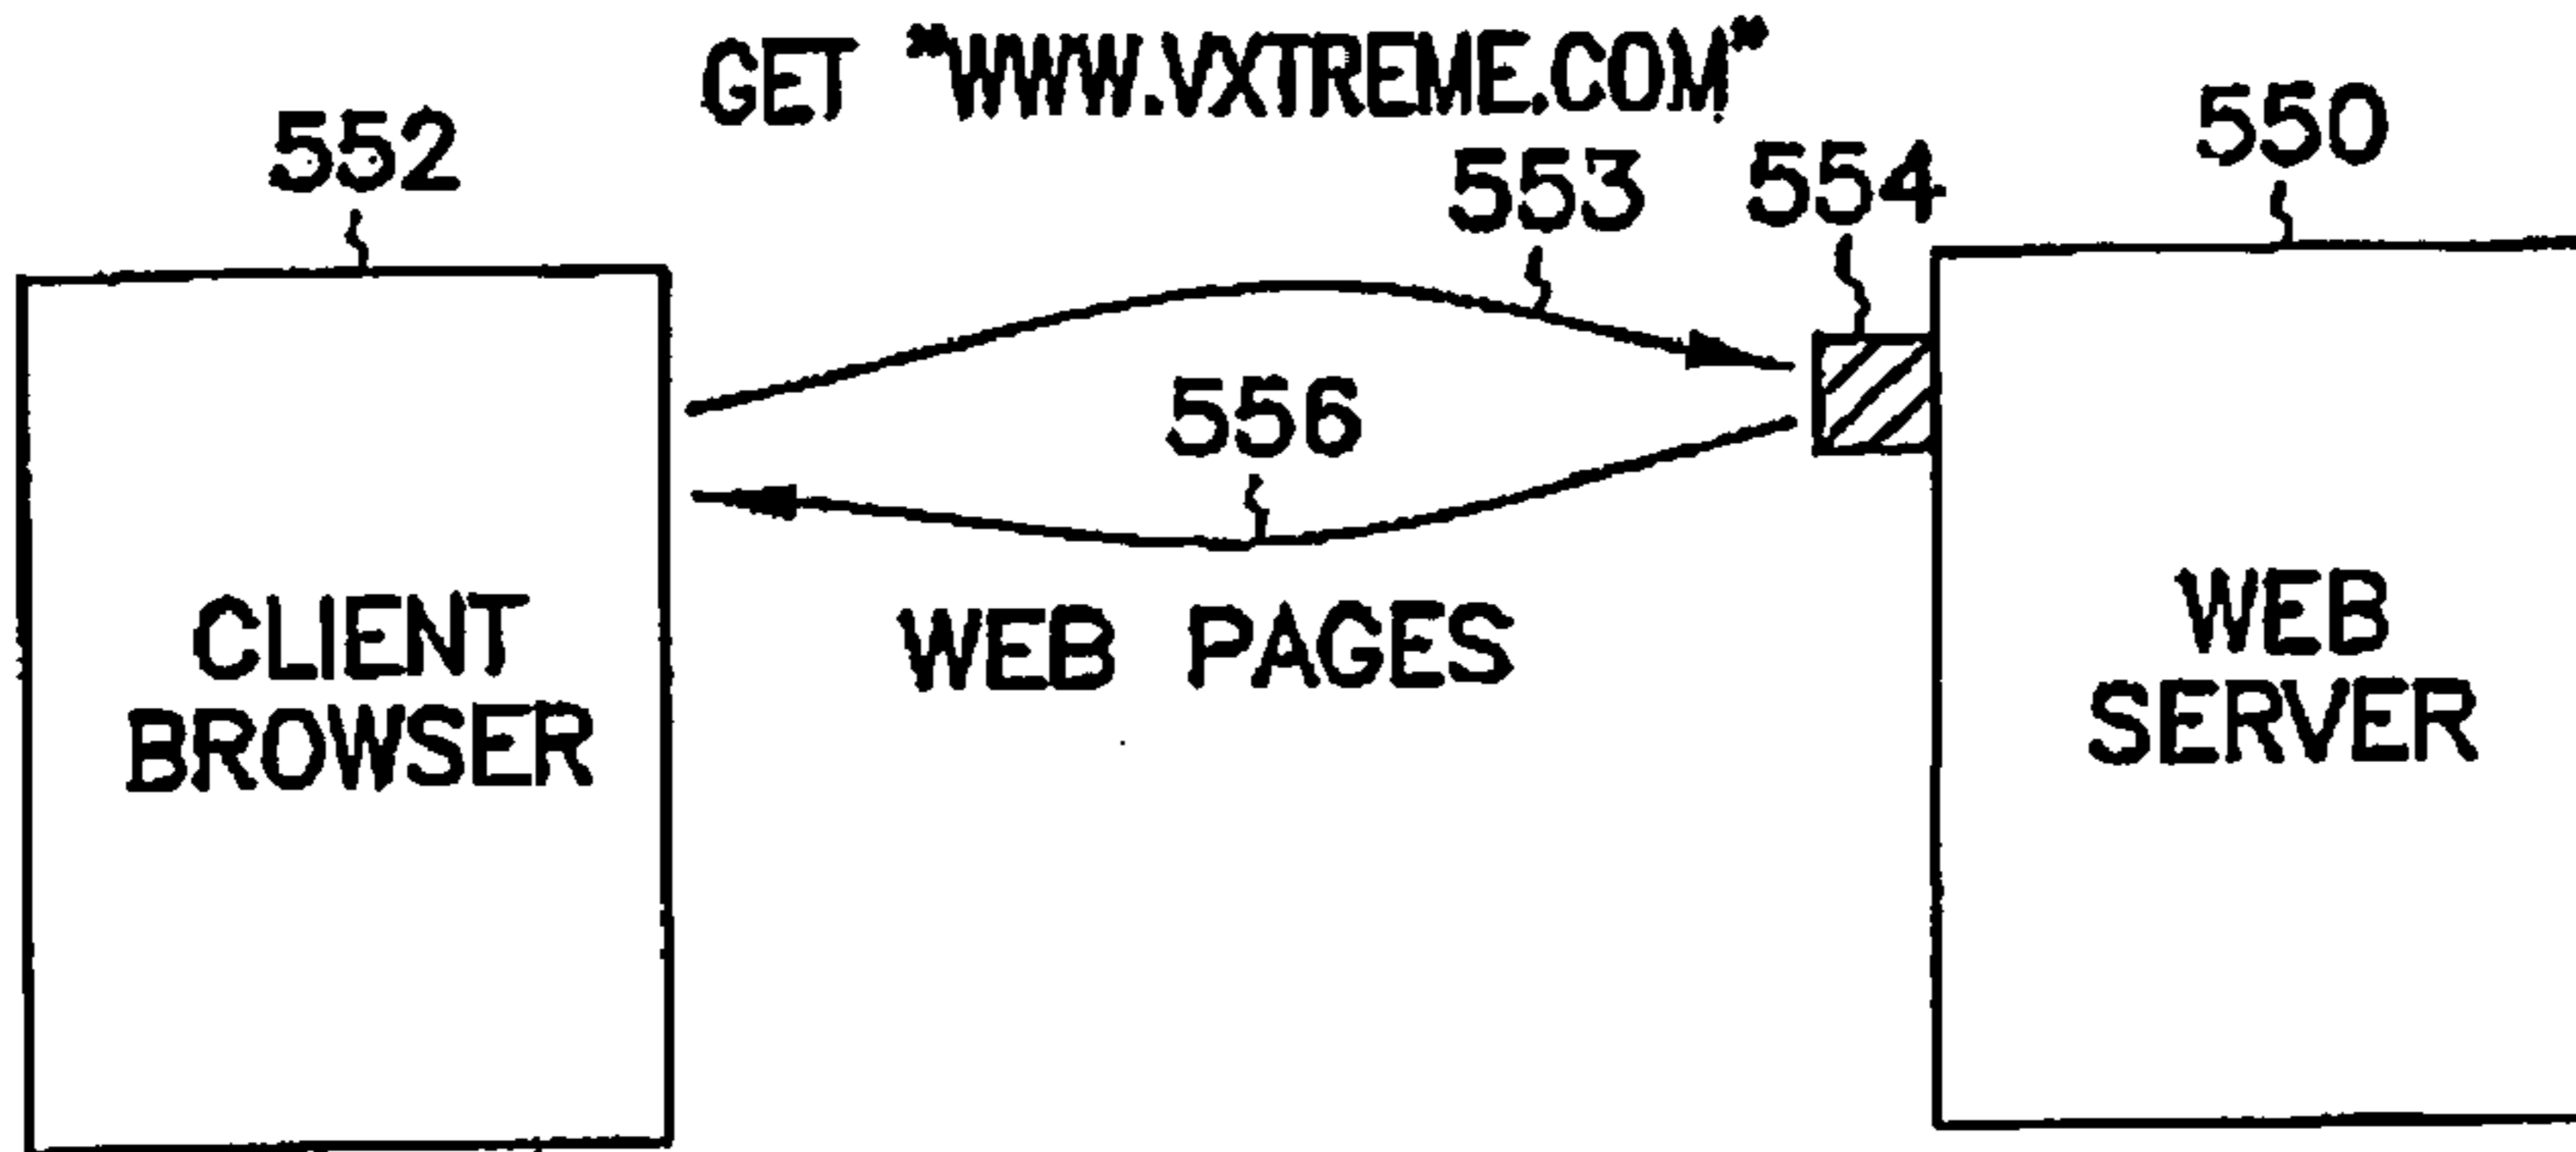 GET "WWW.VXTREME.COM"
552
553
554
550
556
CLIENT
BROWSER
WEB PAGES
WEB
SERVER